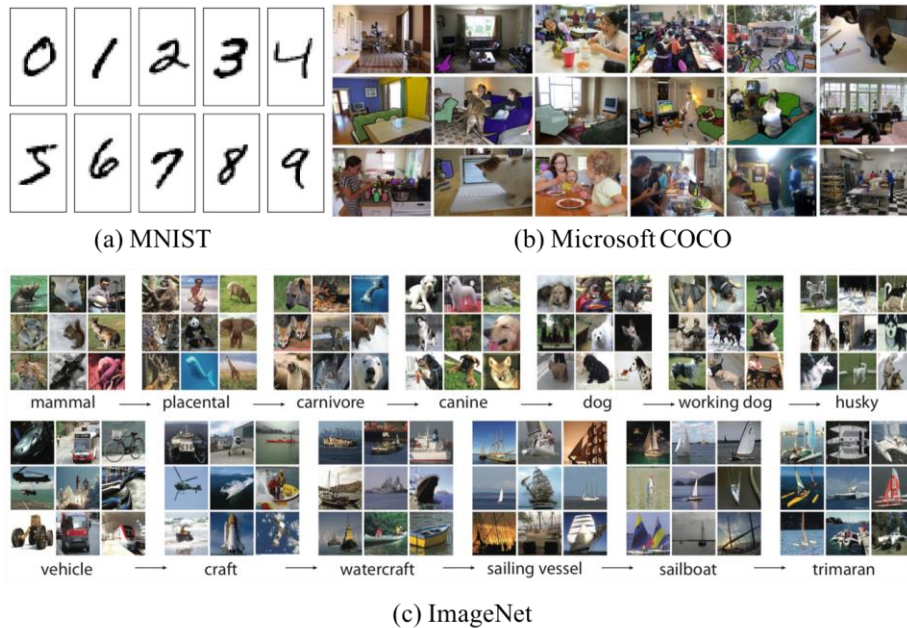 0 1 2 3 4
5 6 7 8 9
(a) MNIST
(b) Microsoft COCO
mammal → placental → carnivore → canine → dog → working dog → husky
vehicle → craft → watercraft → sailing vessel → sailboat → trimaran
(c) ImageNet